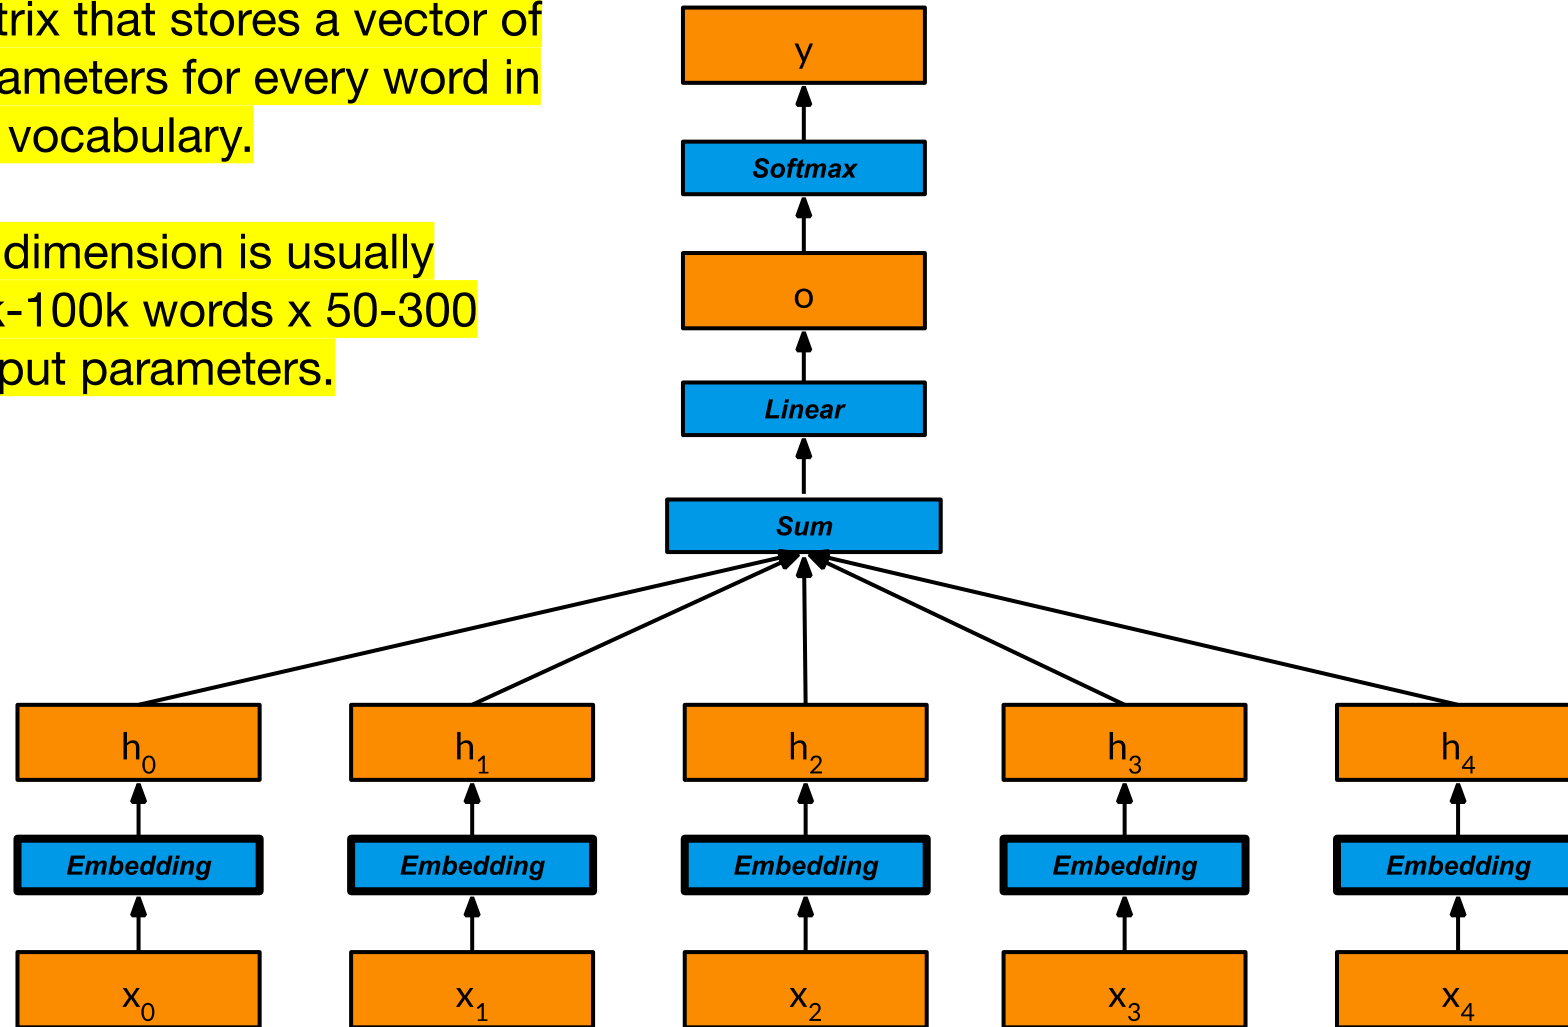 trix that stores a vector of
ameters for every word in
vocabulary.
dimension is usually
k-100k words x 50-300
put parameters.
y
Softmax
o
Linear
Sum
h0 h1 h2 h3 h4
Embedding Embedding Embedding Embedding Embedding
x0 x1 x2 x3 x4